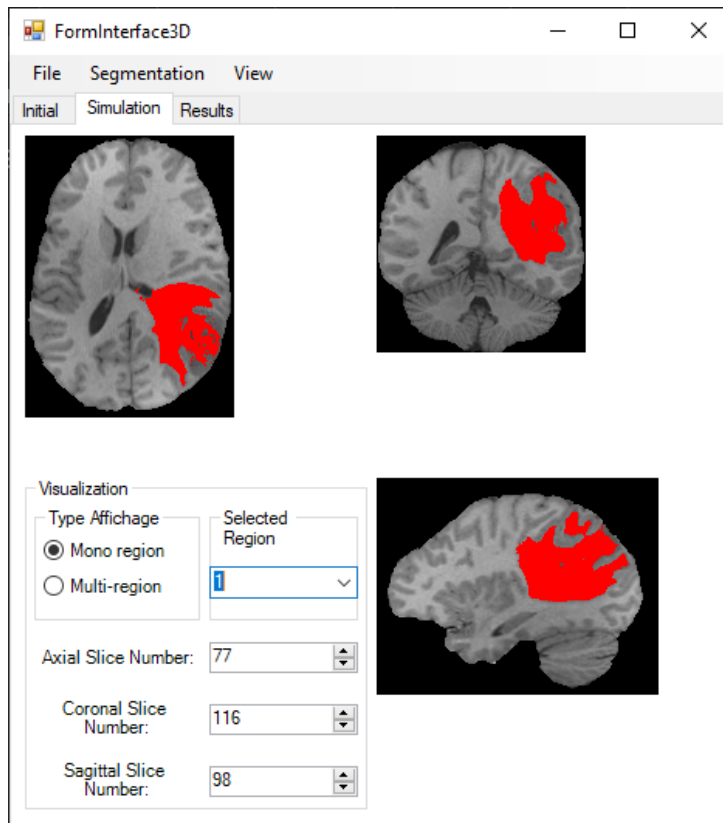 FormInterface3D
File Segmentation View
Initial Simulation Results
Visualization
Type Affichage
Mono region
Multi-region
Selected
Region
1
Axial Slice Number: 77
Coronal Slice
Number: 116
Sagittal Slice
Number: 98